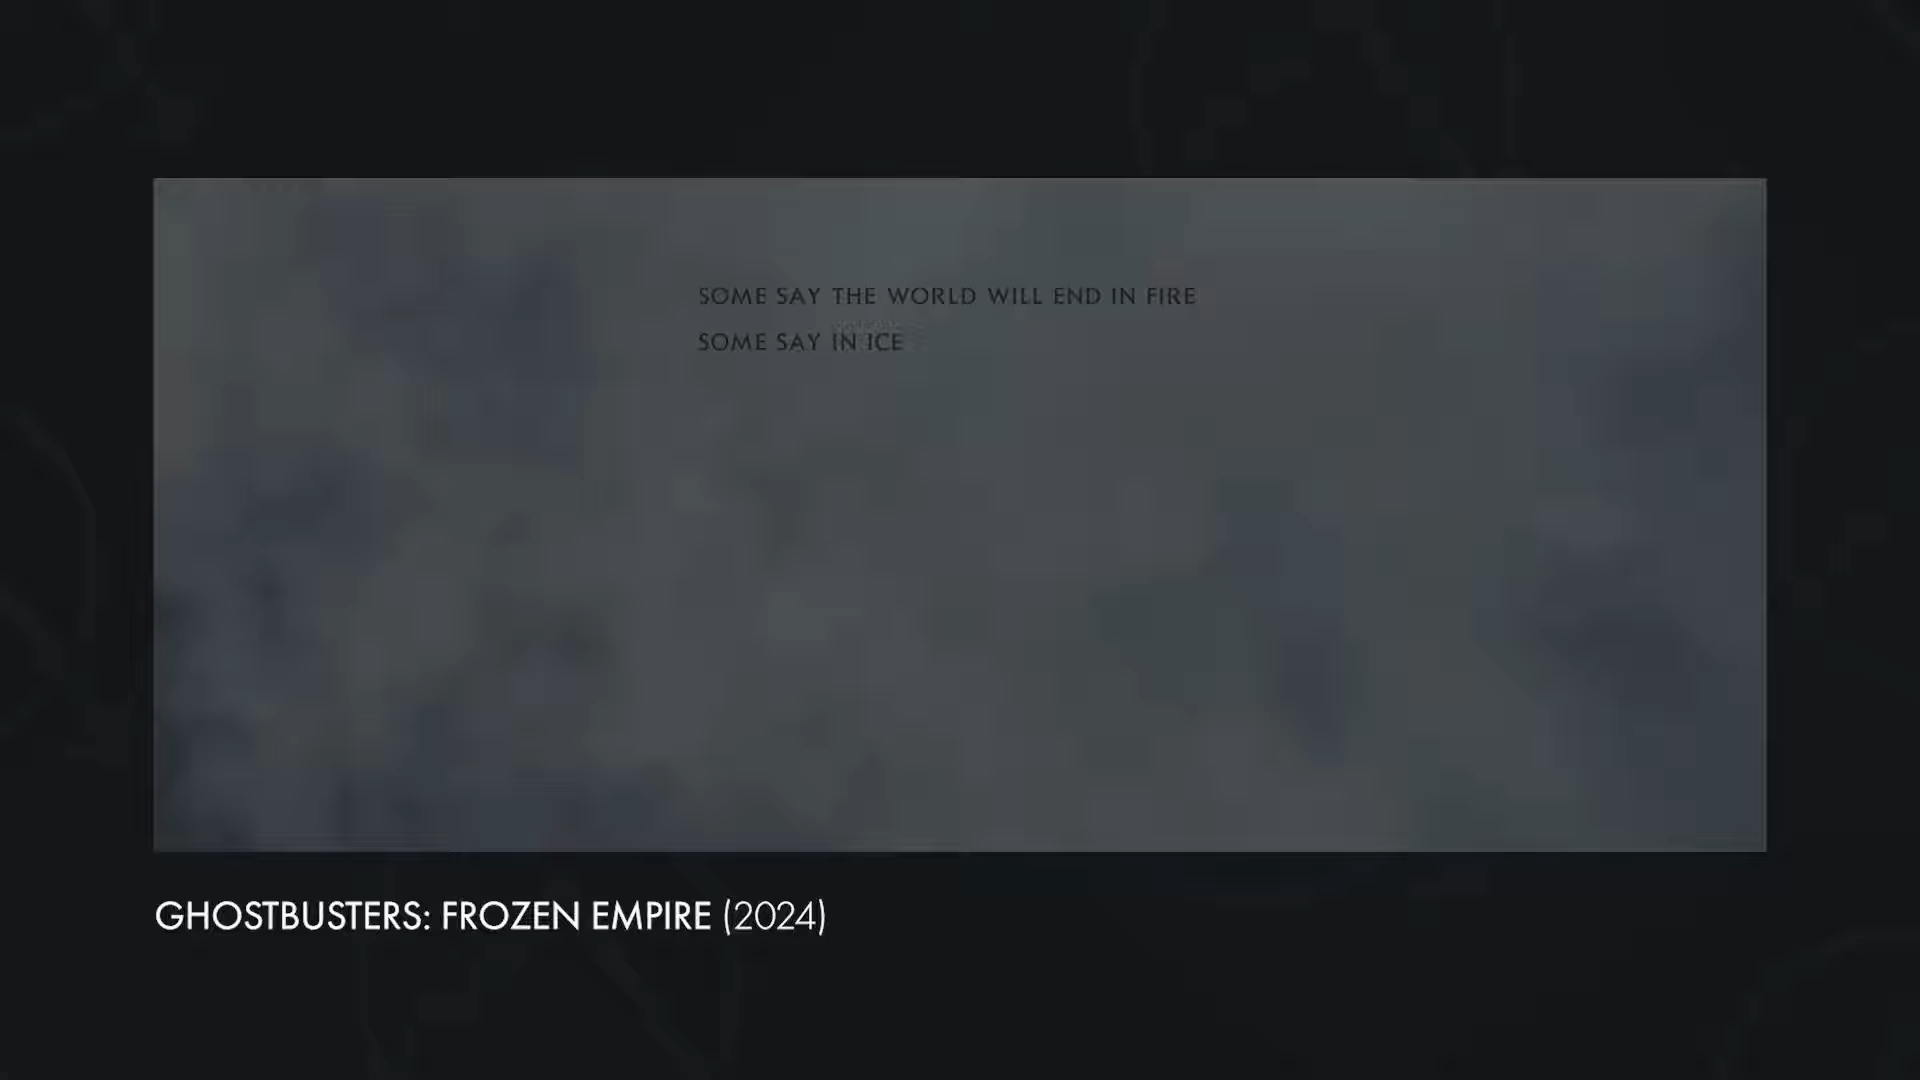 SOME SAY THE WORLD WILL END IN FIRE
SOME SAY IN ICE
GHOSTBUSTERS: FROZEN EMPIRE (2024)